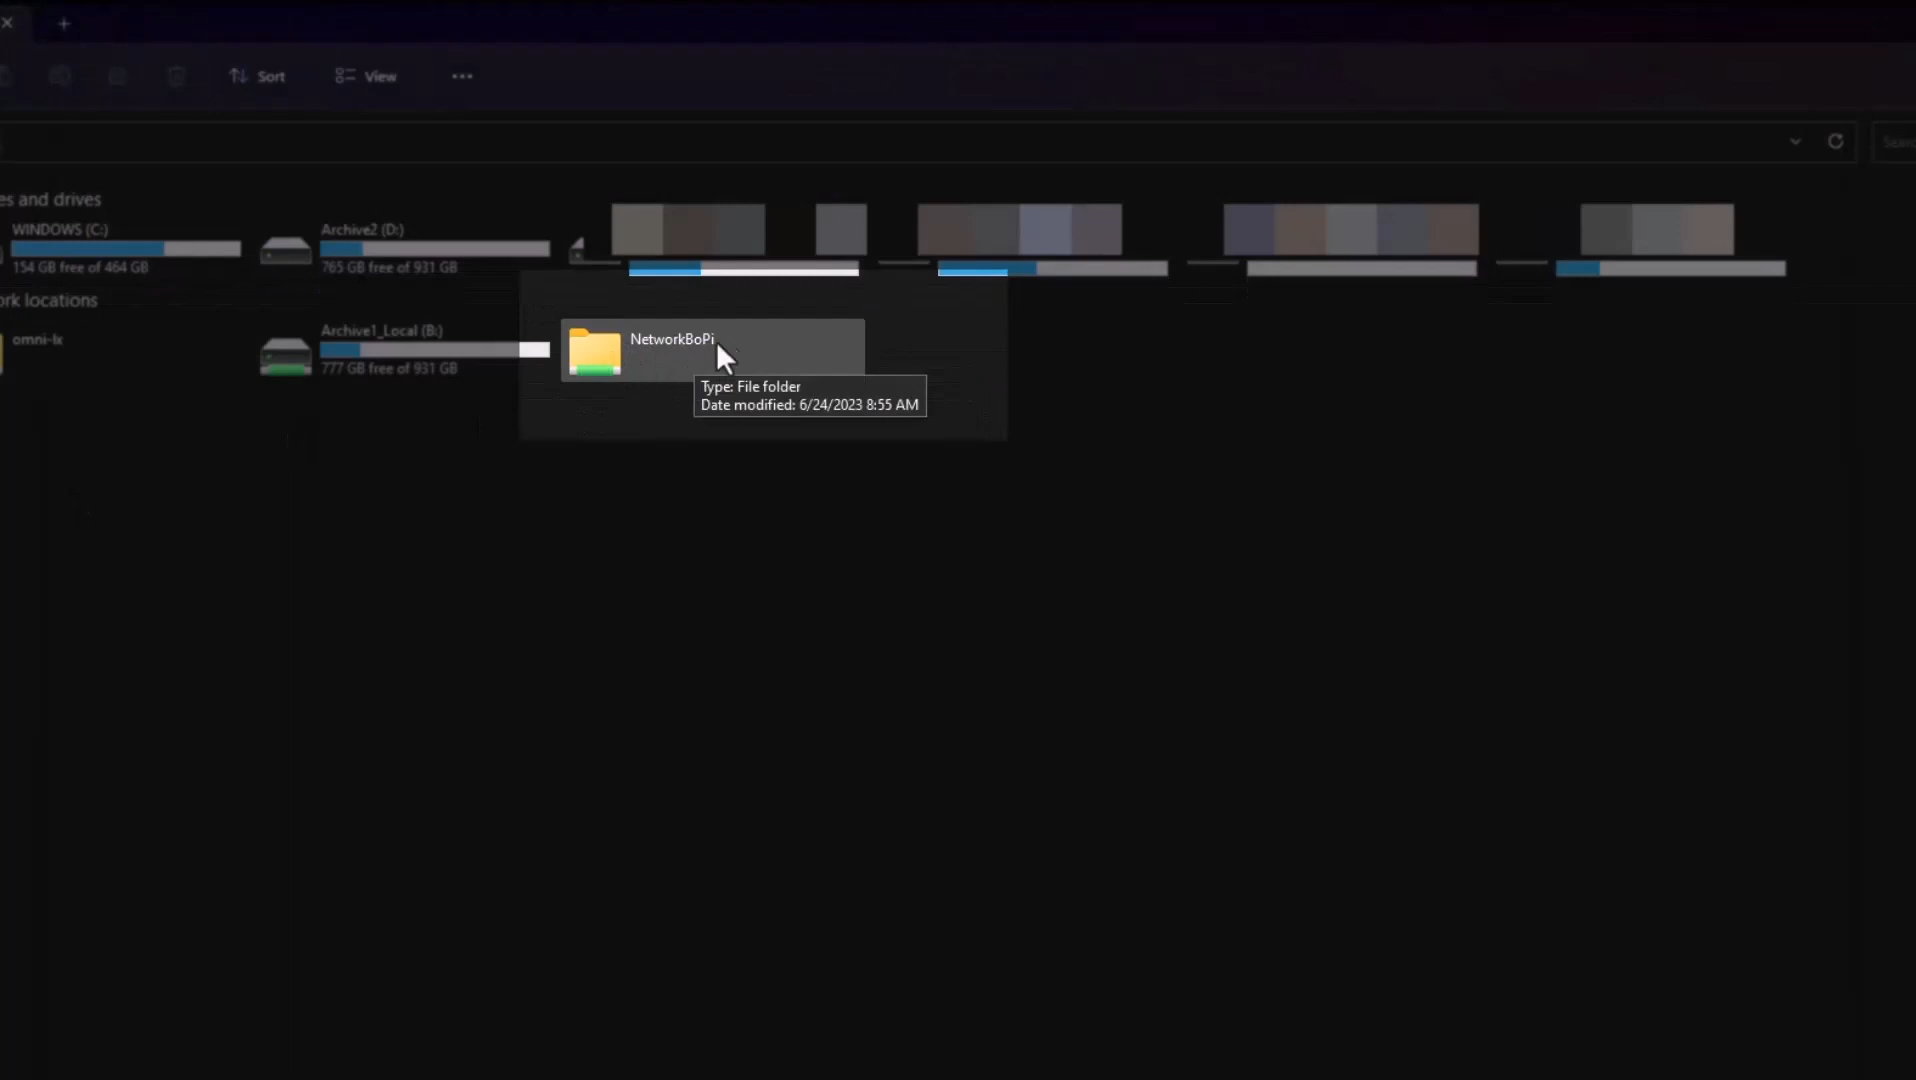 Sort
View
es and drives
WINDOWS (C:)
154 GB free of 464 GB
Archive2 (D:)
765 GB free of 931 GB
ork locations
omni-lx
Archive1_Local (B:)
777 GB free of 931 GB
NetworkBoPi
Type: File folder
Date modified: 6/24/2023 8:55 AM